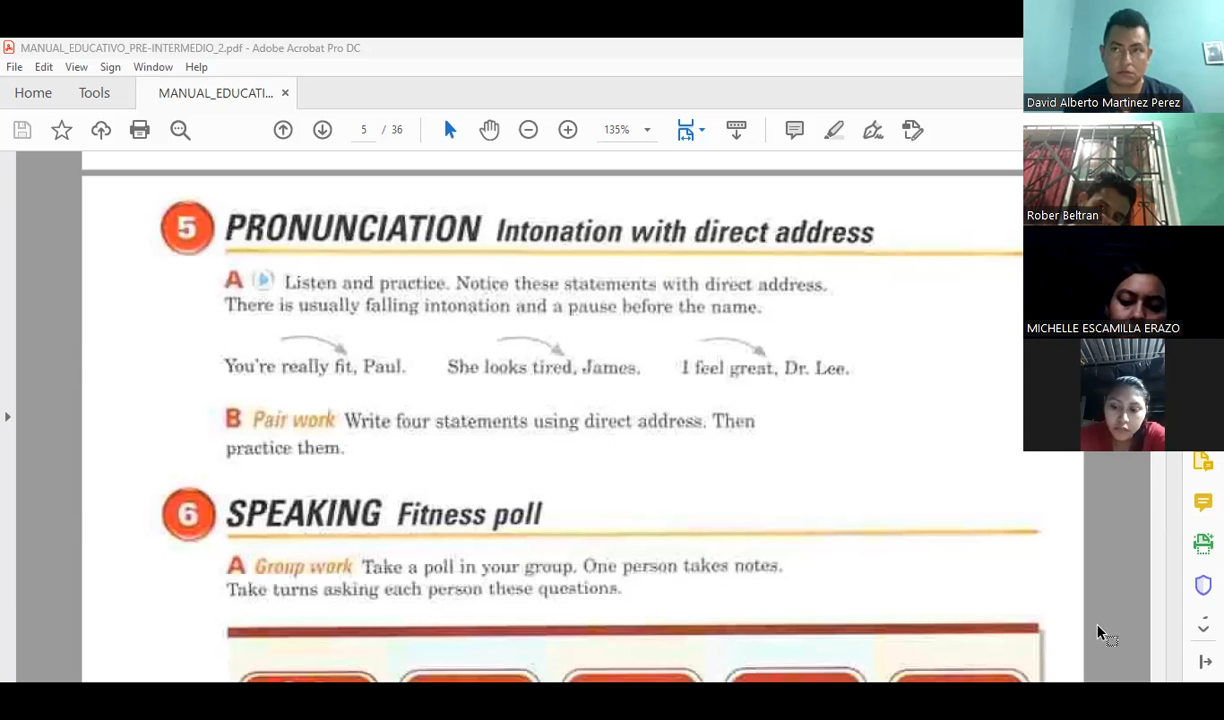 MANUAL_EDUCATIVO_PRE-INTERMEDIO_2.pdf - Adobe Acrobat Pro DC
File Edit View Sign Window Help
Home Tools MANUAL_EDUCATI... ×
5 / 36 135%
5 PRONUNCIATION Intonation with direct address
A Listen and practice. Notice these statements with direct address.
There is usually falling intonation and a pause before the name.
You're really fit, Paul. She looks tired, James. I feel great, Dr. Lee.
B Pair work Write four statements using direct address. Then
practice them.
6 SPEAKING Fitness poll
A Group work Take a poll in your group. One person takes notes.
Take turns asking each person these questions.
David Alberto Martinez Perez
Rober Beltran
MICHELLE ESCAMILLA ERAZO